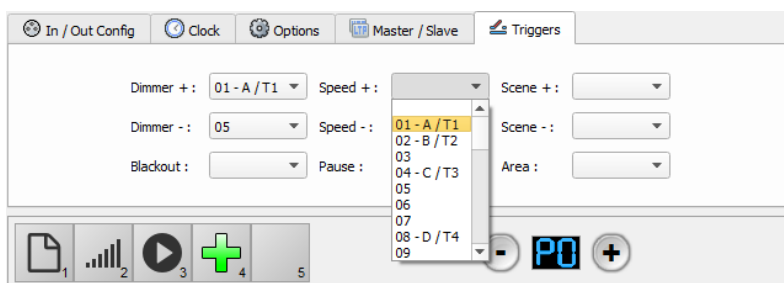 In / Out Config Clock Options LTP Master / Slave Triggers
Dimmer + : 01 - A / T1 Speed + : Scene + :
Dimmer - : 05 Speed - : Scene - :
Blackout : Pause : Area :
01 - A / T1
02 - B / T2
03
04 - C / T3
05
06
07
08 - D / T4
09
1 2 3 4 5 - P0 +